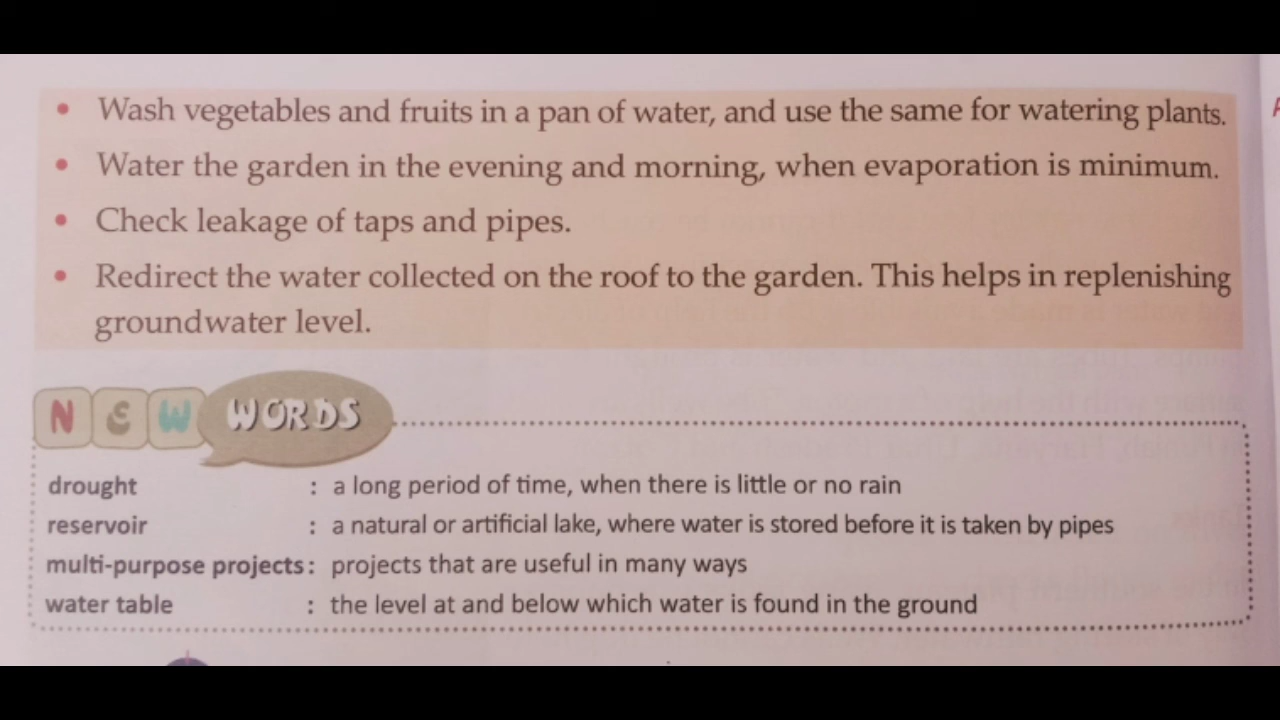 • Wash vegetables and fruits in a pan of water, and use the same for watering plants.
• Water the garden in the evening and morning, when evaporation is minimum.
• Check leakage of taps and pipes.
• Redirect the water collected on the roof to the garden. This helps in replenishing
groundwater level.
NEW WORDS
drought : a long period of time, when there is little or no rain
reservoir : a natural or artificial lake, where water is stored before it is taken by pipes
multi-purpose projects: projects that are useful in many ways
water table : the level at and below which water is found in the ground